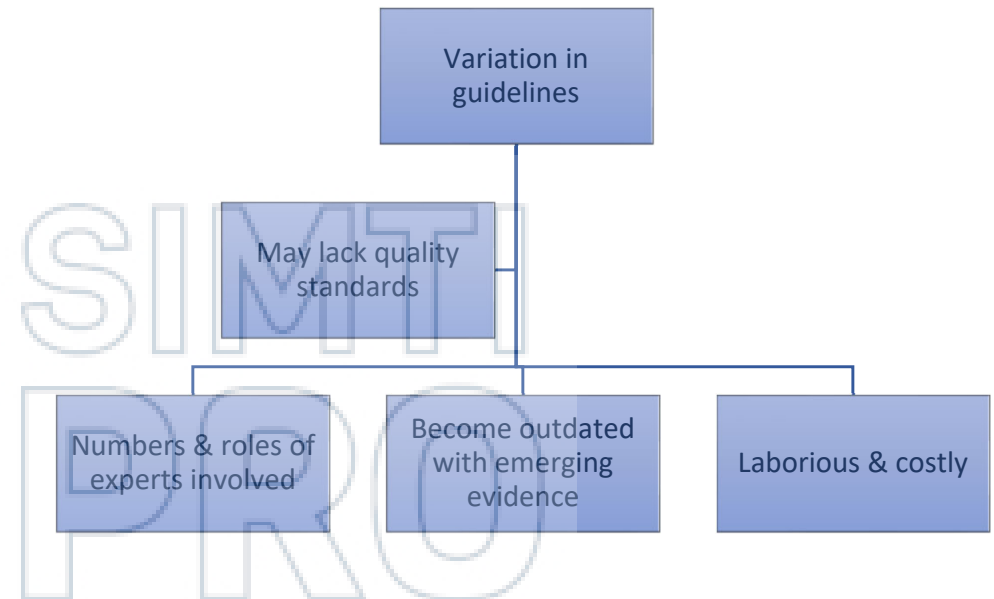 Variation in
guidelines
May lack quality
standards
SIMTI
PRO
Numbers & roles of
experts involved
Become outdated
with emerging
evidence
Laborious & costly